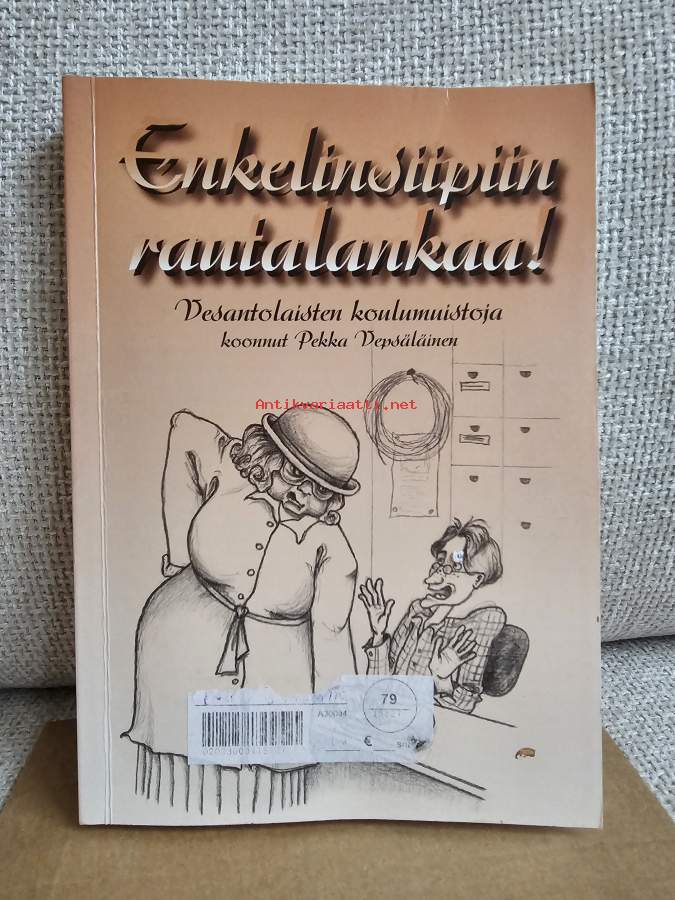 Enkelinsiipiin
rautalankaa!
Vesantolaisten koulumuistoja
koonnut Pekka Vepsäläinen
Antikvariaatti.net
79
€